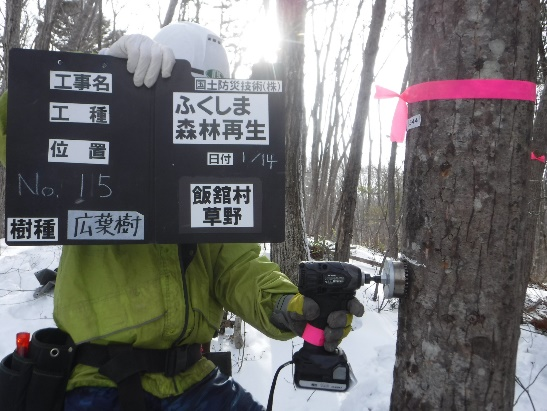 工事名
国土防災技術(株)
工種
ふくしま
森林再生
位置
日付 1/14
No. 115
飯舘村
草野
樹種
広葉樹